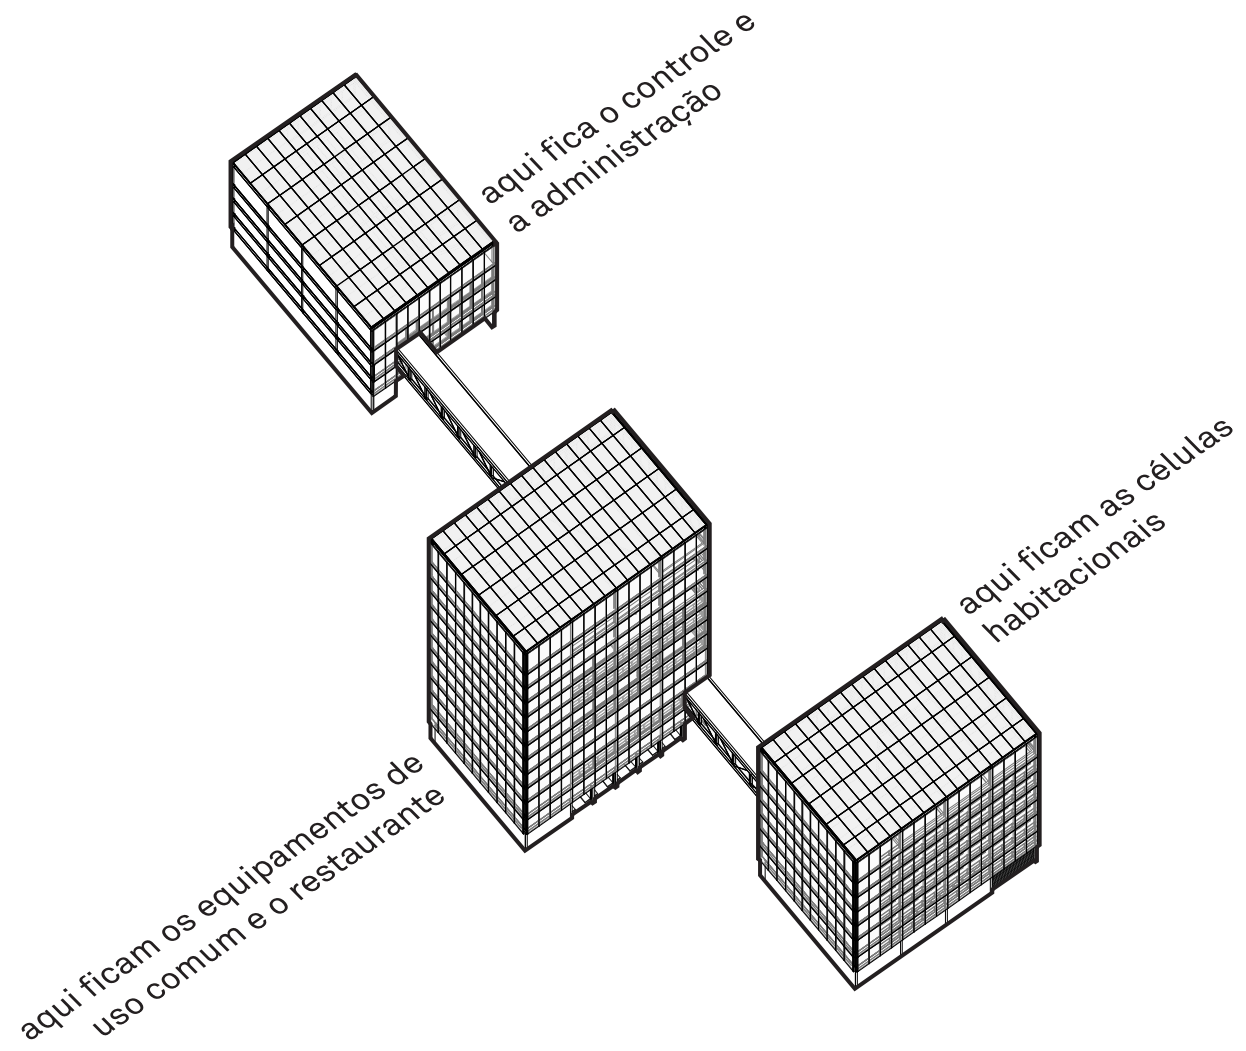 aqui fica o controle e
a administração
aqui ficam as células
habitacionais
aqui ficam os equipamentos de
uso comum e o restaurante